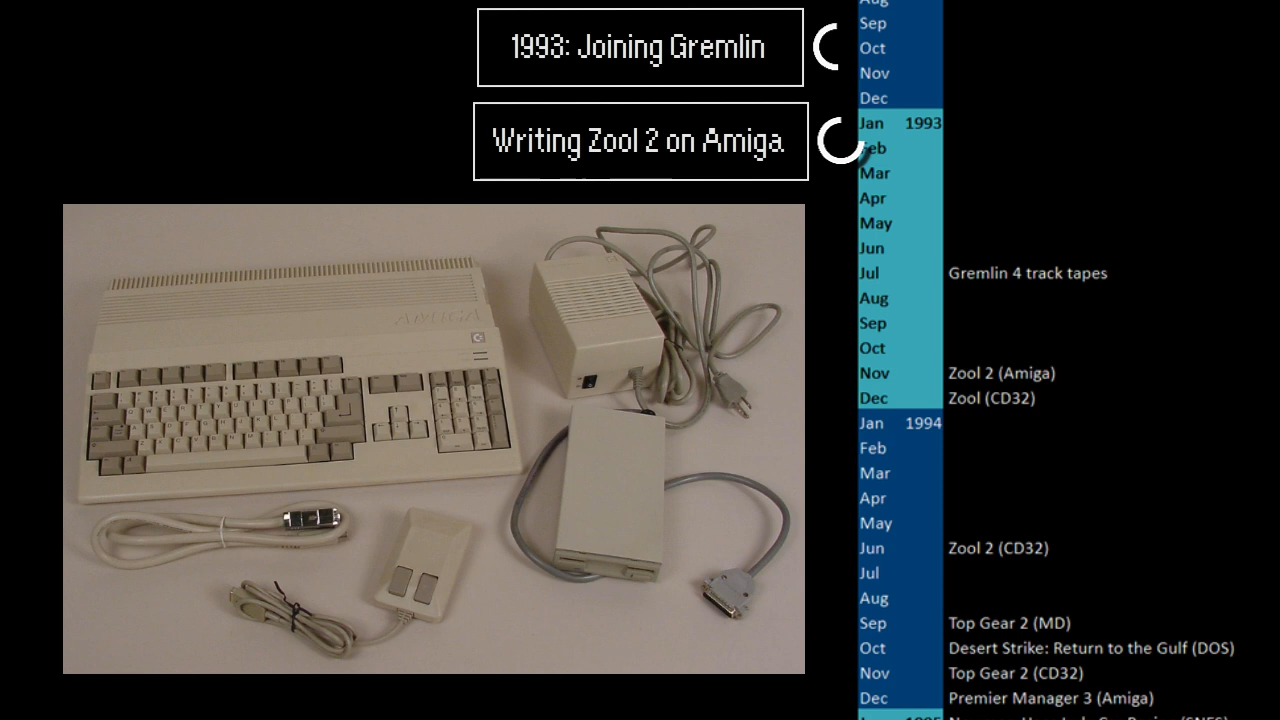 1993: Joining Gremlin
Writing Zool 2 on Amiga
AMIGA
Aug
Sep
Oct
Nov
Dec
Jan 1993
Feb
Mar
Apr
May
Jun
Jul Gremlin 4 track tapes
Aug
Sep
Oct
Nov Zool 2 (Amiga)
Dec Zool (CD32)
Jan 1994
Feb
Mar
Apr
May
Jun Zool 2 (CD32)
Jul
Aug
Sep Top Gear 2 (MD)
Oct Desert Strike: Return to the Gulf (DOS)
Nov Top Gear 2 (CD32)
Dec Premier Manager 3 (Amiga)